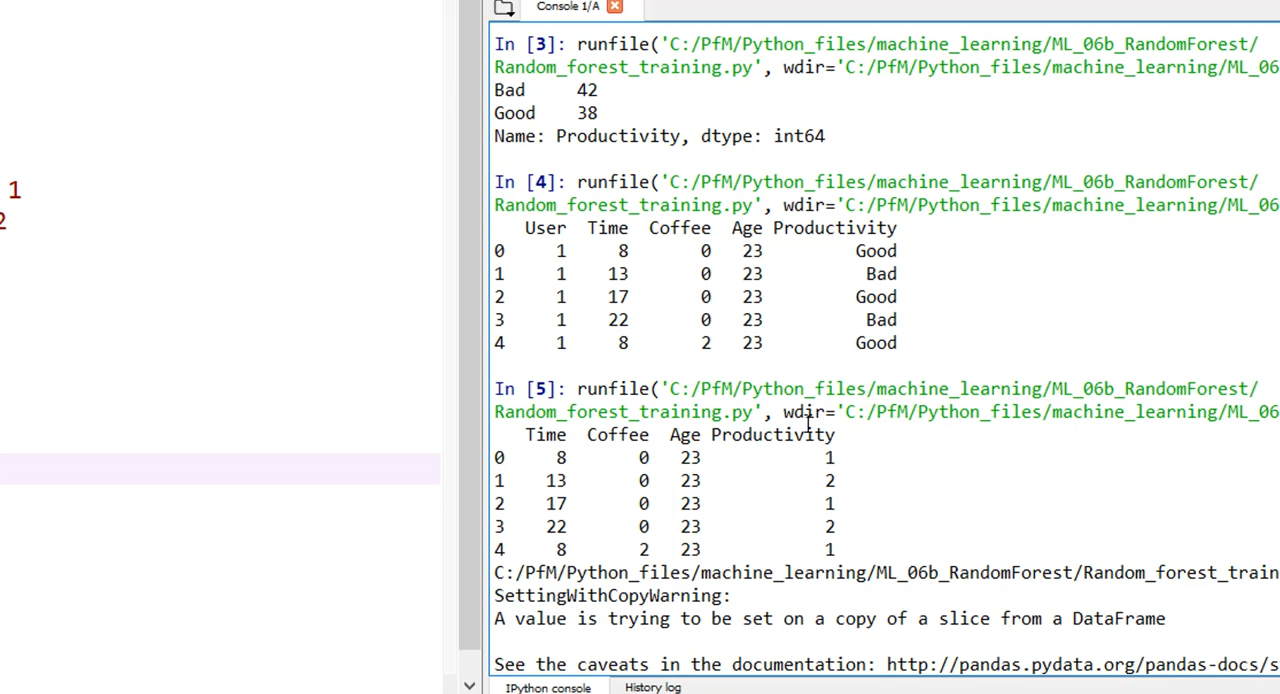 Console 1/A
1
2
In [3]: runfile('C:/PfM/Python_files/machine_learning/ML_06b_RandomForest/
Random_forest_training.py', wdir='C:/PfM/Python_files/machine_learning/ML_06
Bad 42
Good 38
Name: Productivity, dtype: int64
In [4]: runfile('C:/PfM/Python_files/machine_learning/ML_06b_RandomForest/
Random_forest_training.py', wdir='C:/PfM/Python_files/machine_learning/ML_06
User Time Coffee Age Productivity
0 1 8 0 23 Good
1 1 13 0 23 Bad
2 1 17 0 23 Good
3 1 22 0 23 Bad
4 1 8 2 23 Good
In [5]: runfile('C:/PfM/Python_files/machine_learning/ML_06b_RandomForest/
Random_forest_training.py', wdir='C:/PfM/Python_files/machine_learning/ML_06
Time Coffee Age Productivity
0 8 0 23 1
1 13 0 23 2
2 17 0 23 1
3 22 0 23 2
4 8 2 23 1
C:/PfM/Python_files/machine_learning/ML_06b_RandomForest/Random_forest_train
SettingWithCopyWarning:
A value is trying to be set on a copy of a slice from a DataFrame
See the caveats in the documentation: http://pandas.pydata.org/pandas-docs/s
IPython console History log